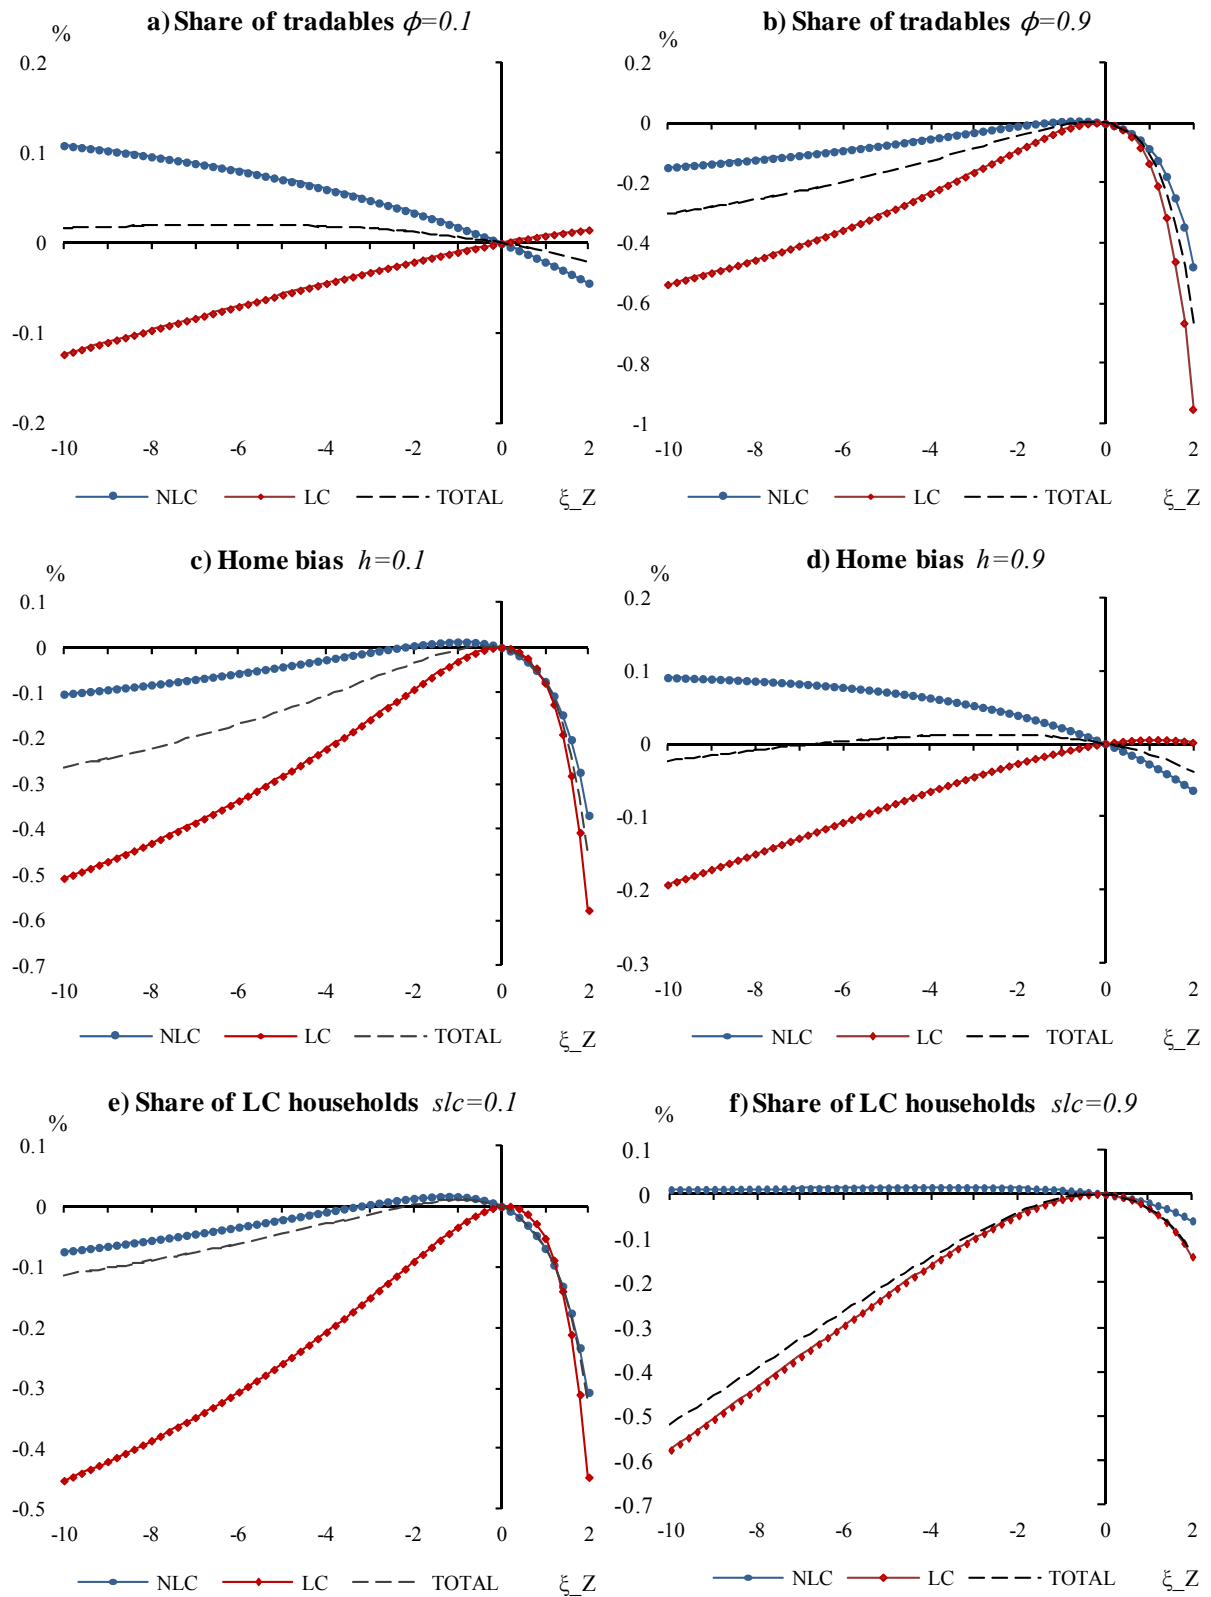 a) Share of tradables ϕ=0.1
%
0.2
0.1
0
-0.1
-0.2
-10 -8 -6 -4 -2 0 2
NLC LC TOTAL ξ_Z
b) Share of tradables ϕ=0.9
%
0.2
0
-0.2
-0.4
-0.6
-0.8
-1
-10 -8 -6 -4 -2 0 2
NLC LC TOTAL ξ_Z
c) Home bias h=0.1
%
0.1
0
-0.1
-0.2
-0.3
-0.4
-0.5
-0.6
-0.7
-10 -8 -6 -4 -2 0 2
NLC LC TOTAL ξ_Z
d) Home bias h=0.9
%
0.2
0.1
0
-0.1
-0.2
-0.3
-10 -8 -6 -4 -2 0 2
NLC LC TOTAL ξ_Z
e) Share of LC households slc=0.1
%
0.1
0
-0.1
-0.2
-0.3
-0.4
-0.5
-10 -8 -6 -4 -2 0 2
NLC LC TOTAL ξ_Z
f) Share of LC households slc=0.9
%
0.1
0
-0.1
-0.2
-0.3
-0.4
-0.5
-0.6
-0.7
-10 -8 -6 -4 -2 0 2
NLC LC TOTAL ξ_Z